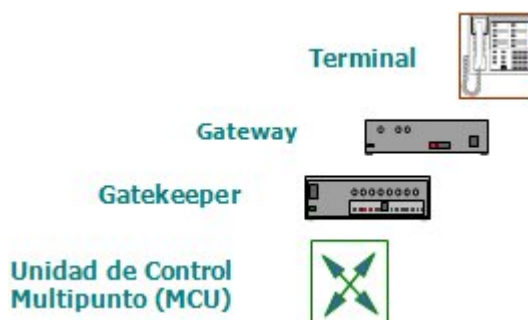 Terminal
Gateway
Gatekeeper
Unidad de Control
Multipunto (MCU)